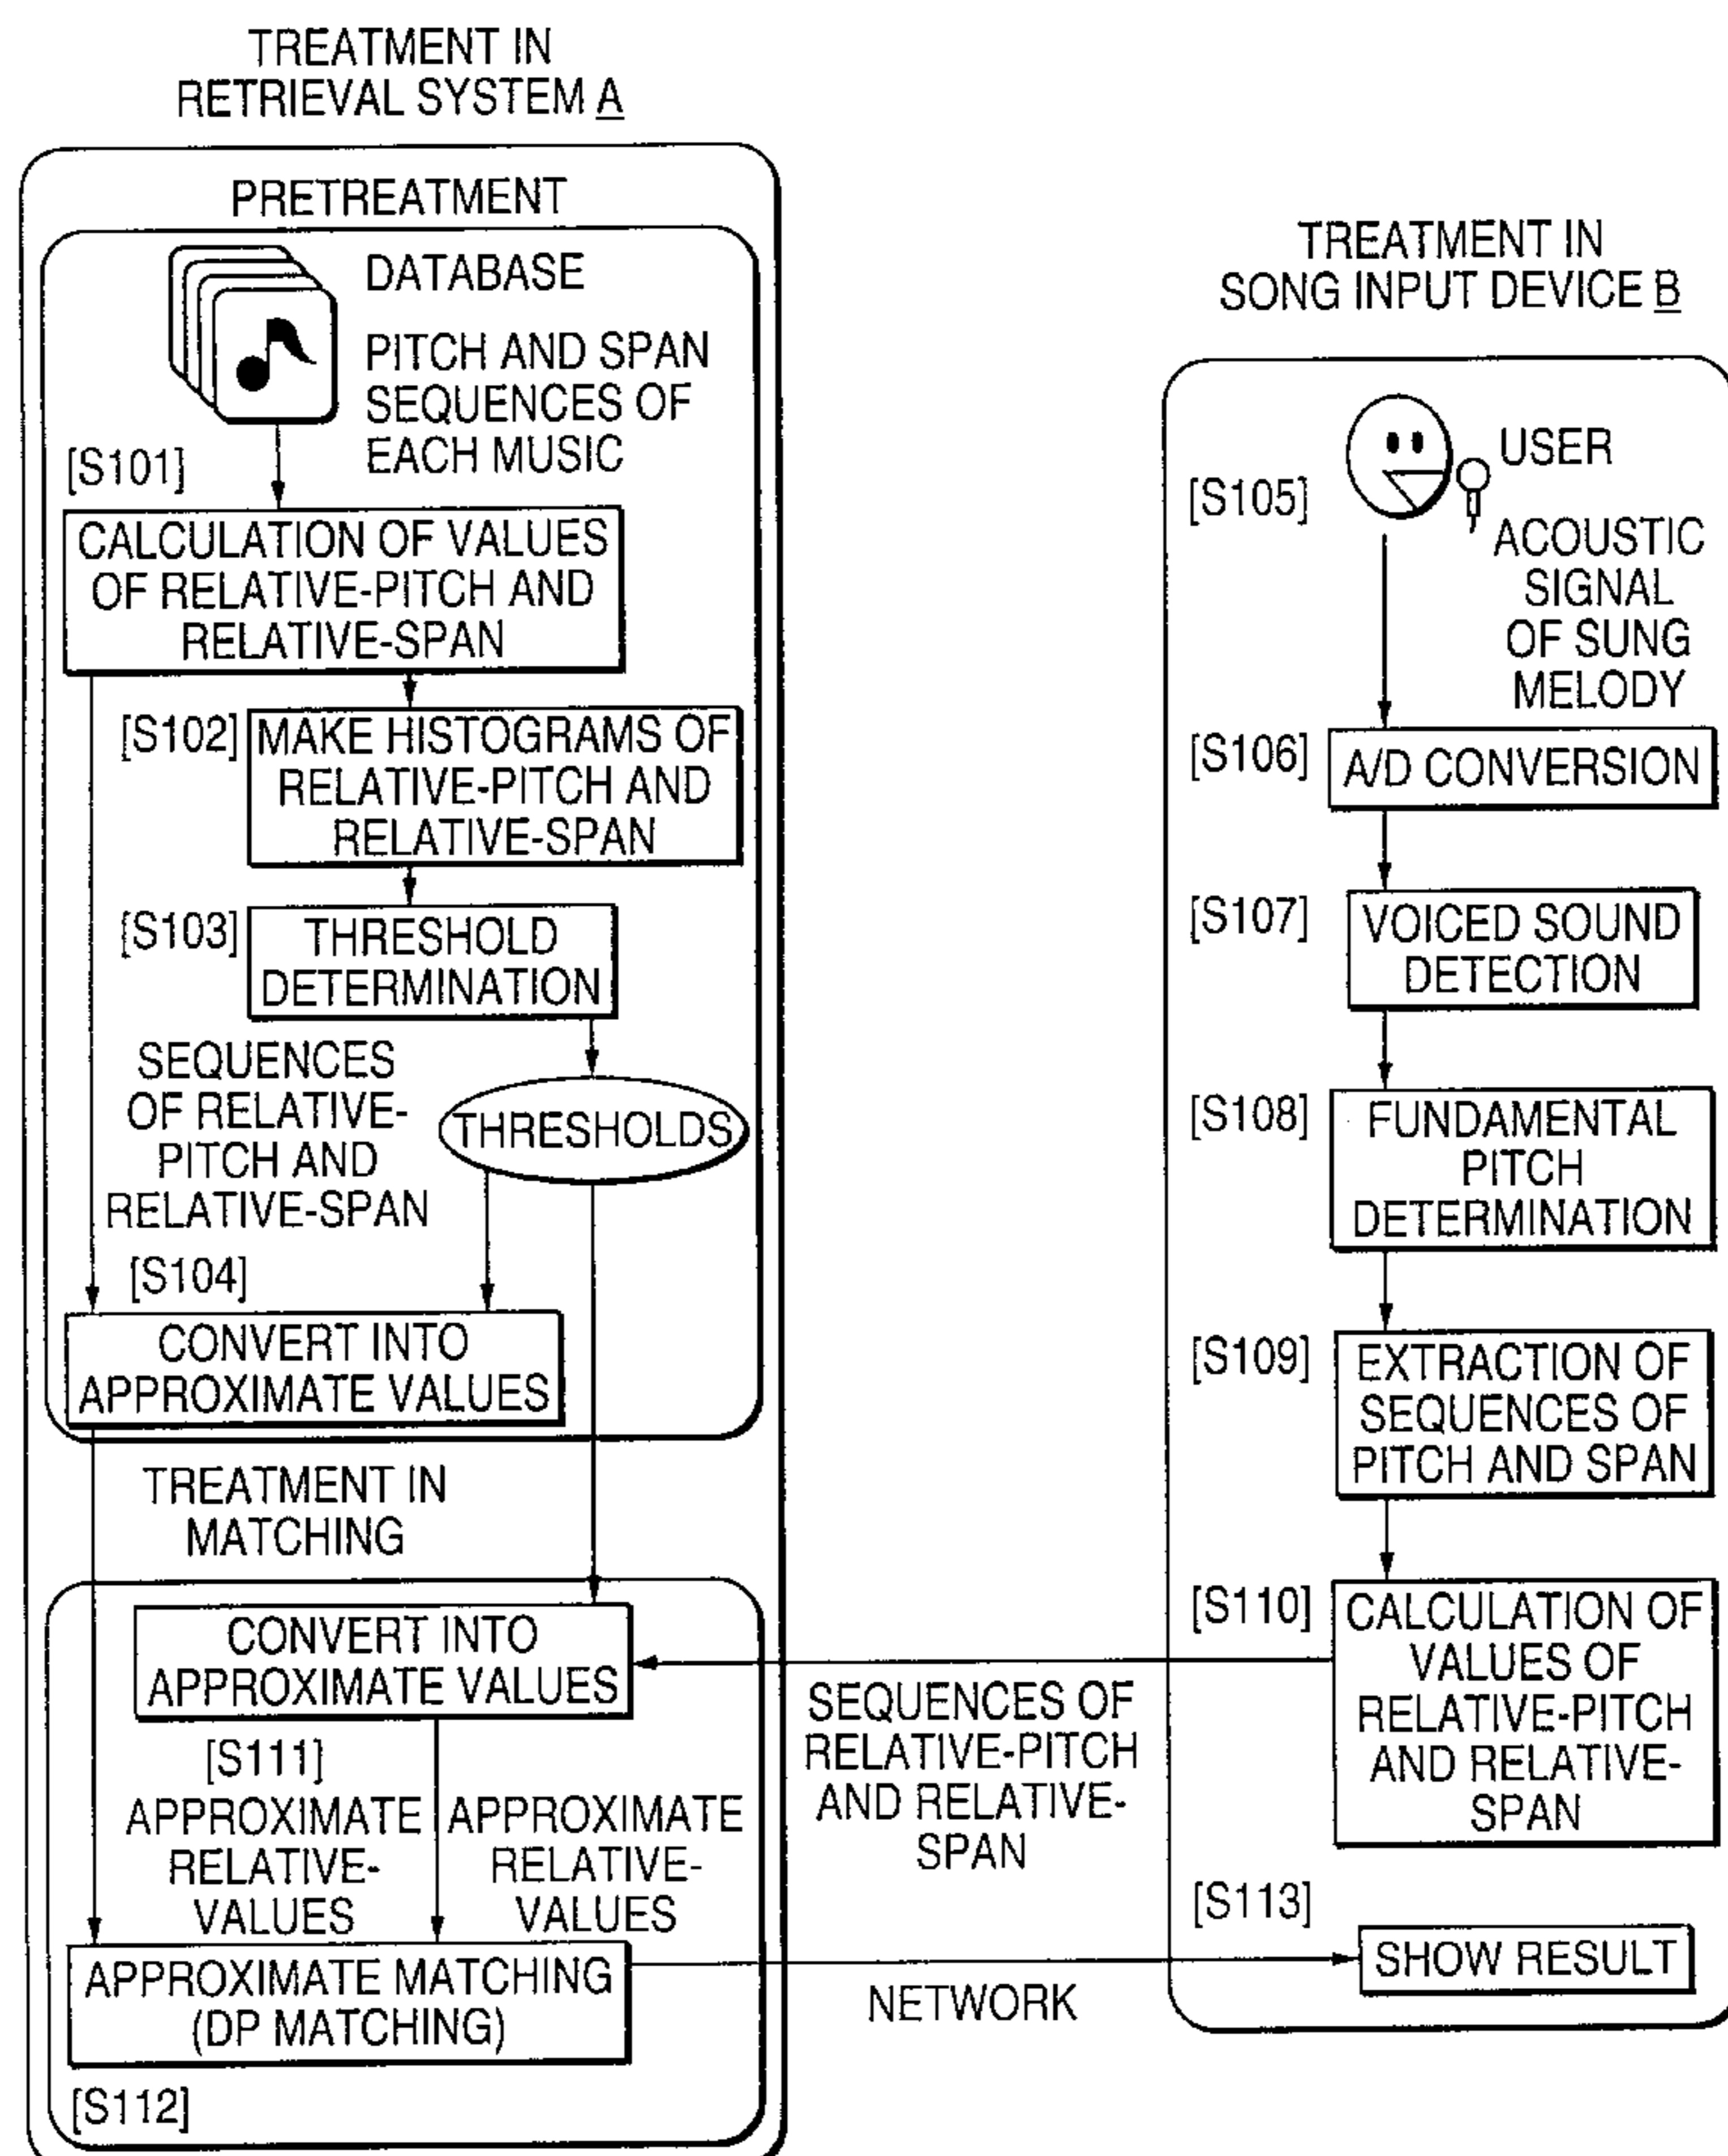 TREATMENT IN
RETRIEVAL SYSTEM A
PRETREATMENT
DATABASE
PITCH AND SPAN
SEQUENCES OF
EACH MUSIC
[S101]
CALCULATION OF VALUES
OF RELATIVE-PITCH AND
RELATIVE-SPAN
[S102]
MAKE HISTOGRAMS OF
RELATIVE-PITCH AND
RELATIVE-SPAN
[S103]
THRESHOLD
DETERMINATION
SEQUENCES
OF RELATIVE-
PITCH AND
RELATIVE-SPAN
THRESHOLDS
[S104]
CONVERT INTO
APPROXIMATE VALUES
TREATMENT IN
MATCHING
CONVERT INTO
APPROXIMATE VALUES
[S111]
APPROXIMATE
RELATIVE-
VALUES
APPROXIMATE
RELATIVE-
VALUES
APPROXIMATE MATCHING
(DP MATCHING)
[S112]
SEQUENCES OF
RELATIVE-PITCH
AND RELATIVE-
SPAN
NETWORK
TREATMENT IN
SONG INPUT DEVICE B
[S105]
USER
ACOUSTIC
SIGNAL
OF SUNG
MELODY
[S106]
A/D CONVERSION
[S107]
VOICED SOUND
DETECTION
[S108]
FUNDAMENTAL
PITCH
DETERMINATION
[S109]
EXTRACTION OF
SEQUENCES OF
PITCH AND SPAN
[S110]
CALCULATION OF
VALUES OF
RELATIVE-PITCH
AND RELATIVE-
SPAN
[S113]
SHOW RESULT